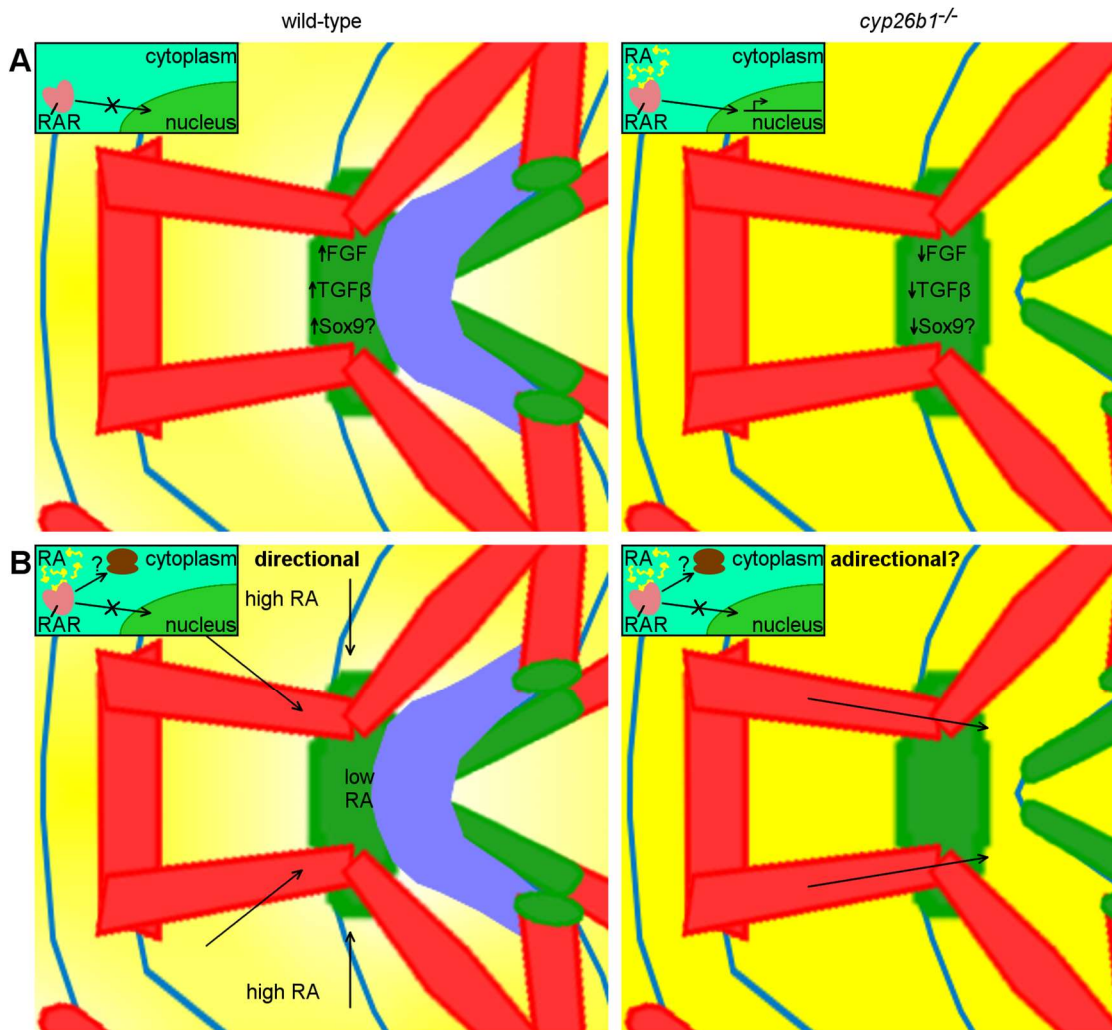 wild-type
cyp26b1-/-
A
cytoplasm
RAR
nucleus
↑FGF
↑TGFβ
↑Sox9?
RA
cytoplasm
RAR
nucleus
↓FGF
↓TGFβ
↓Sox9?
B
RA
?
cytoplasm
RAR
nucleus
directional
high RA
low
RA
high RA
RA
?
cytoplasm
RAR
nucleus
adirectional?